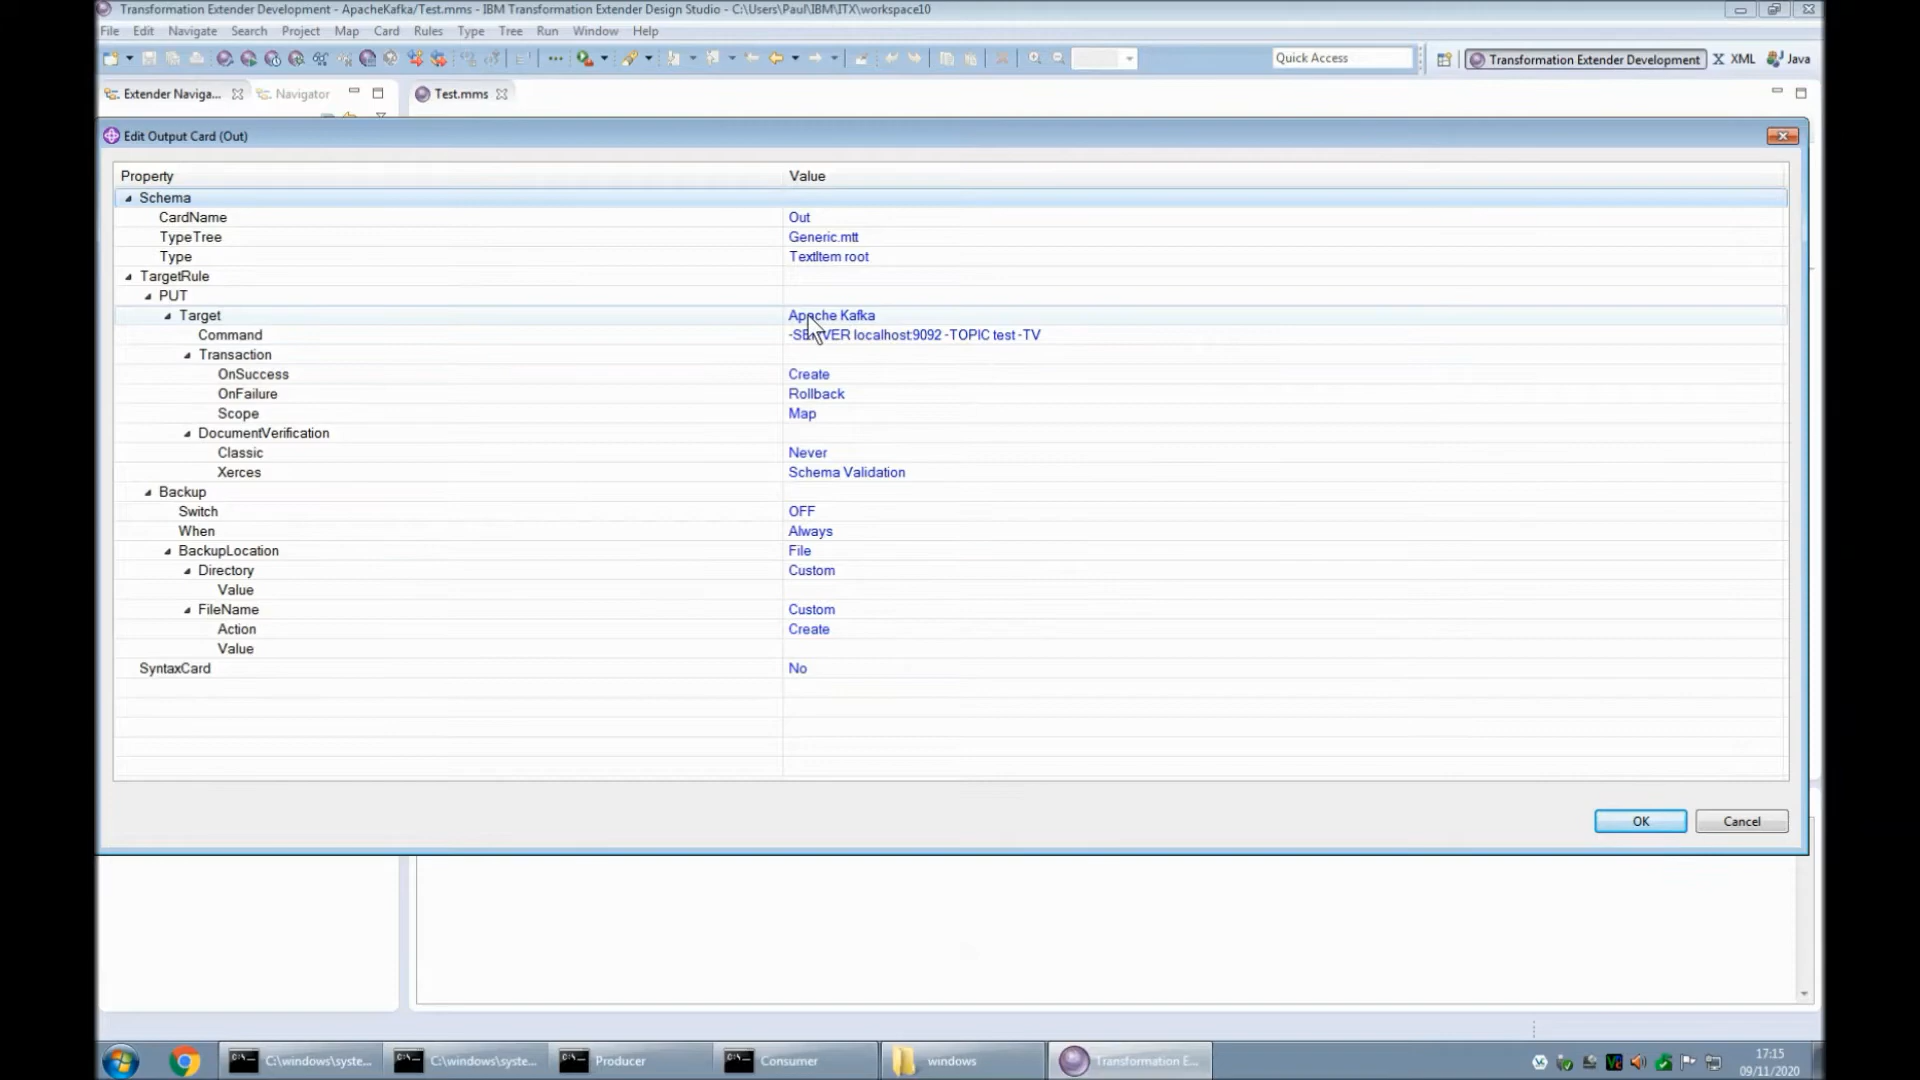 Transformation Extender Development - ApacheKafka/Test.mms - IBM Transformation Extender Design Studio - C:\Users\Paul\IBM\ITX\workspace10
File Edit Navigate Search Project Map Card Rules Type Tree Run Window Help
Quick Access Transformation Extender Development X XML Java
Extender Naviga... Navigator Test.mms
Edit Output Card (Out)
Property Value
Schema
CardName Out
TypeTree Generic.mtt
Type TextItem root
TargetRule
PUT
Target Apache Kafka
Command -SERVER localhost:9092 -TOPIC test -TV
Transaction
OnSuccess Create
OnFailure Rollback
Scope Map
DocumentVerification
Classic Never
Xerces Schema Validation
Backup
Switch OFF
When Always
BackupLocation File
Directory Custom
Value
FileName Custom
Action Create
Value
SyntaxCard No
OK Cancel
C:\windows\syste... C:\windows\syste... Producer Consumer windows Transformation E...
17:15
09/11/2020